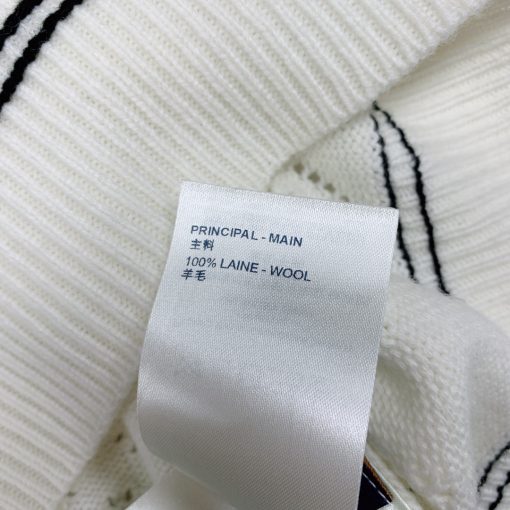 PRINCIPAL - MAIN
主料
100% LAINE - WOOL
羊毛